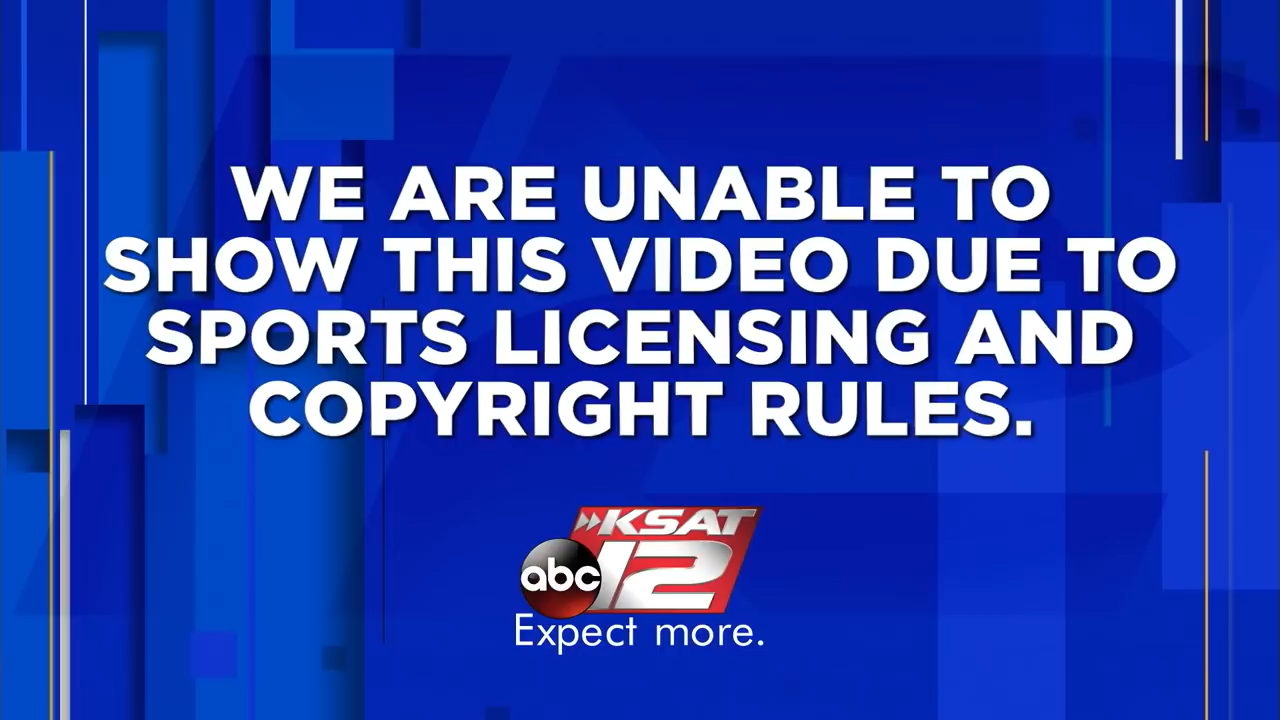 WE ARE UNABLE TO
SHOW THIS VIDEO DUE TO
SPORTS LICENSING AND
COPYRIGHT RULES.
KSAT
abc 12
Expect more.